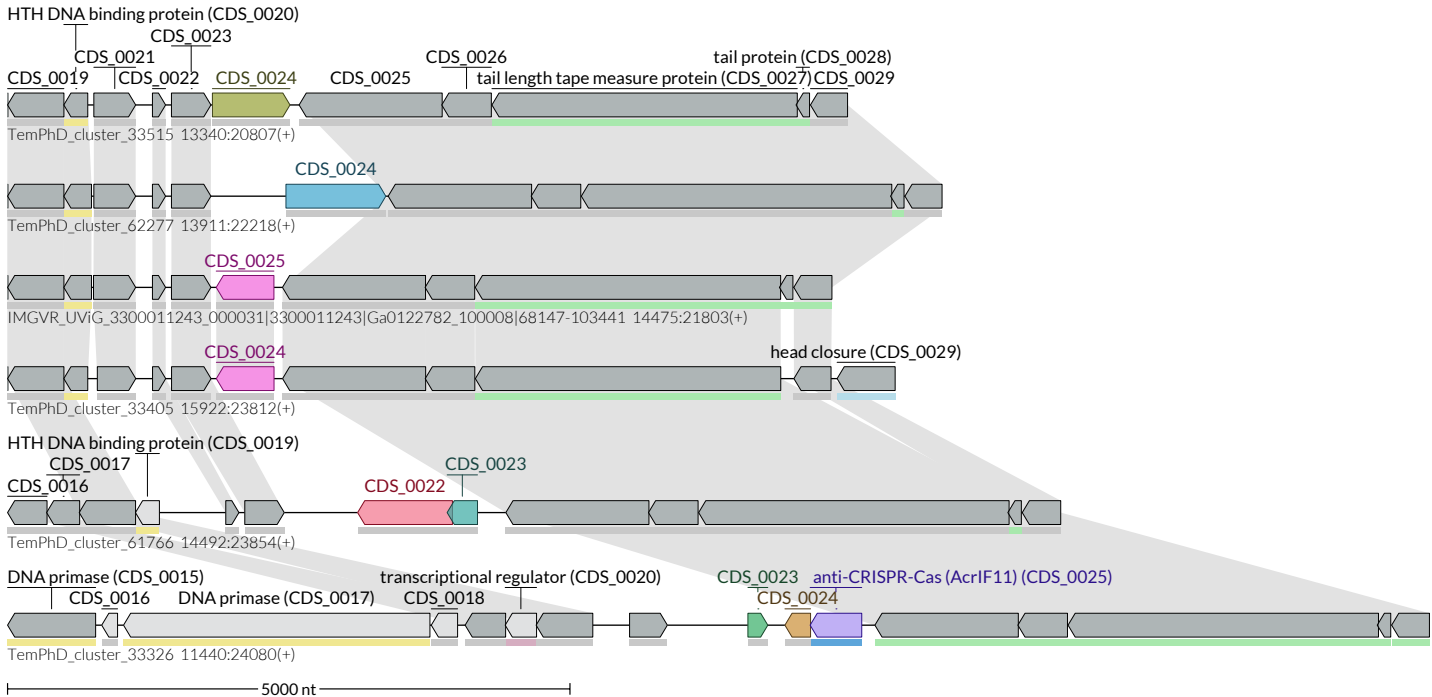 HTH DNA binding protein (CDS_0020)
CDS_0023
CDS_0021 CDS_0026 tail protein (CDS_0028)
CDS_0019 CDS_0022 CDS_0024 CDS_0025 tail length tape measure protein (CDS_0027) CDS_0029
TemPhD_cluster_33515 13340:20807(+)
CDS_0024
TemPhD_cluster_62277 13911:22218(+)
CDS_0025
IMGVR_UViG_3300011243_000031|3300011243|Ga0122782_100008|68147-103441 14475:21803(+)
CDS_0024 head closure (CDS_0029)
TemPhD_cluster_33405 15922:23812(+)
HTH DNA binding protein (CDS_0019)
CDS_0017 CDS_0023
CDS_0016 CDS_0022
TemPhD_cluster_61766 14492:23854(+)
DNA primase (CDS_0015) transcriptional regulator (CDS_0020) CDS_0023 anti-CRISPR-Cas (AcrIF11) (CDS_0025)
CDS_0016 DNA primase (CDS_0017) CDS_0018 CDS_0024
TemPhD_cluster_33326 11440:24080(+)
5000 nt